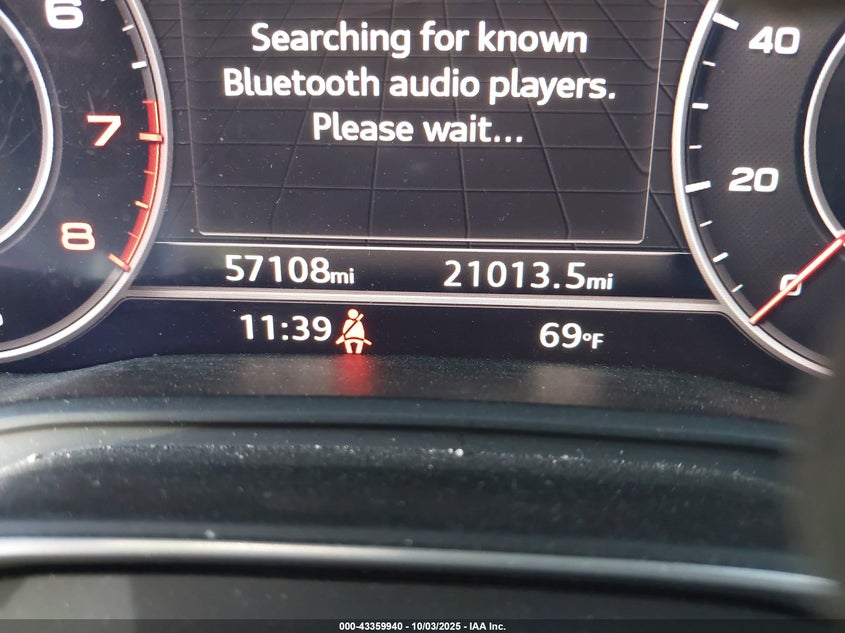 6
7
8
Searching for known
Bluetooth audio players.
Please wait...
40
20
0
57108mi 21013.5mi
11:39 69°F
000-43359940 - 10/03/2025 - IAA Inc.